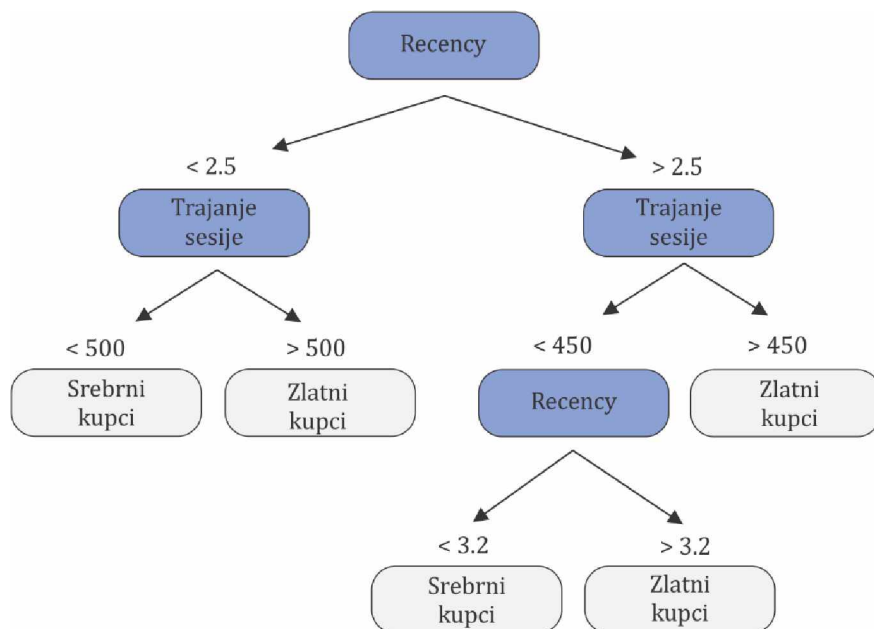 Recency
< 2.5
> 2.5
Trajanje
sesije
Trajanje
sesije
< 500
> 500
< 450
> 450
Srebrni
kupci
Zlatni
kupci
Recency
Zlatni
kupci
< 3.2
> 3.2
Srebrni
kupci
Zlatni
kupci